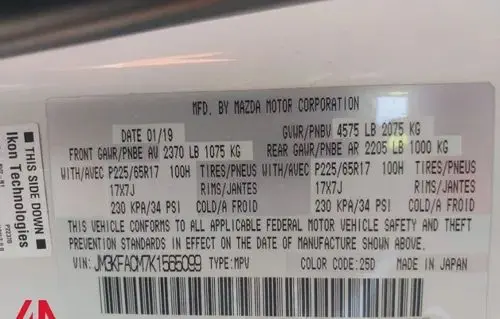 MFD. BY MAZDA MOTOR CORPORATION
DATE 01/19
GVWR/PNBV 4575 LB 2075 KG
FRONT GAWR/PNBE AV 2370 LB 1075 KG
REAR GAWR/PNBE AR 2205 LB 1000 KG
WITH/AVEC P225/65R17 100H TIRES/PNEUS
17X7J RIMS/JANTES
230 KPA/34 PSI COLD/A FROID
WITH/AVEC P225/65R17 100H TIRES/PNEUS
17X7J RIMS/JANTES
230 KPA/34 PSI COLD/A FROID
THIS VEHICLE CONFORMS TO ALL APPLICABLE FEDERAL MOTOR VEHICLE SAFETY AND THEFT
PREVENTION STANDARDS IN EFFECT ON THE DATE OF MANUFACTURE SHOWN ABOVE.
VIN: JM3KFACM7K1565099 TYPE:MPV COLOR CODE:25D MADE IN JAPAN
THIS SIDE DOWN
Ikon Technologies